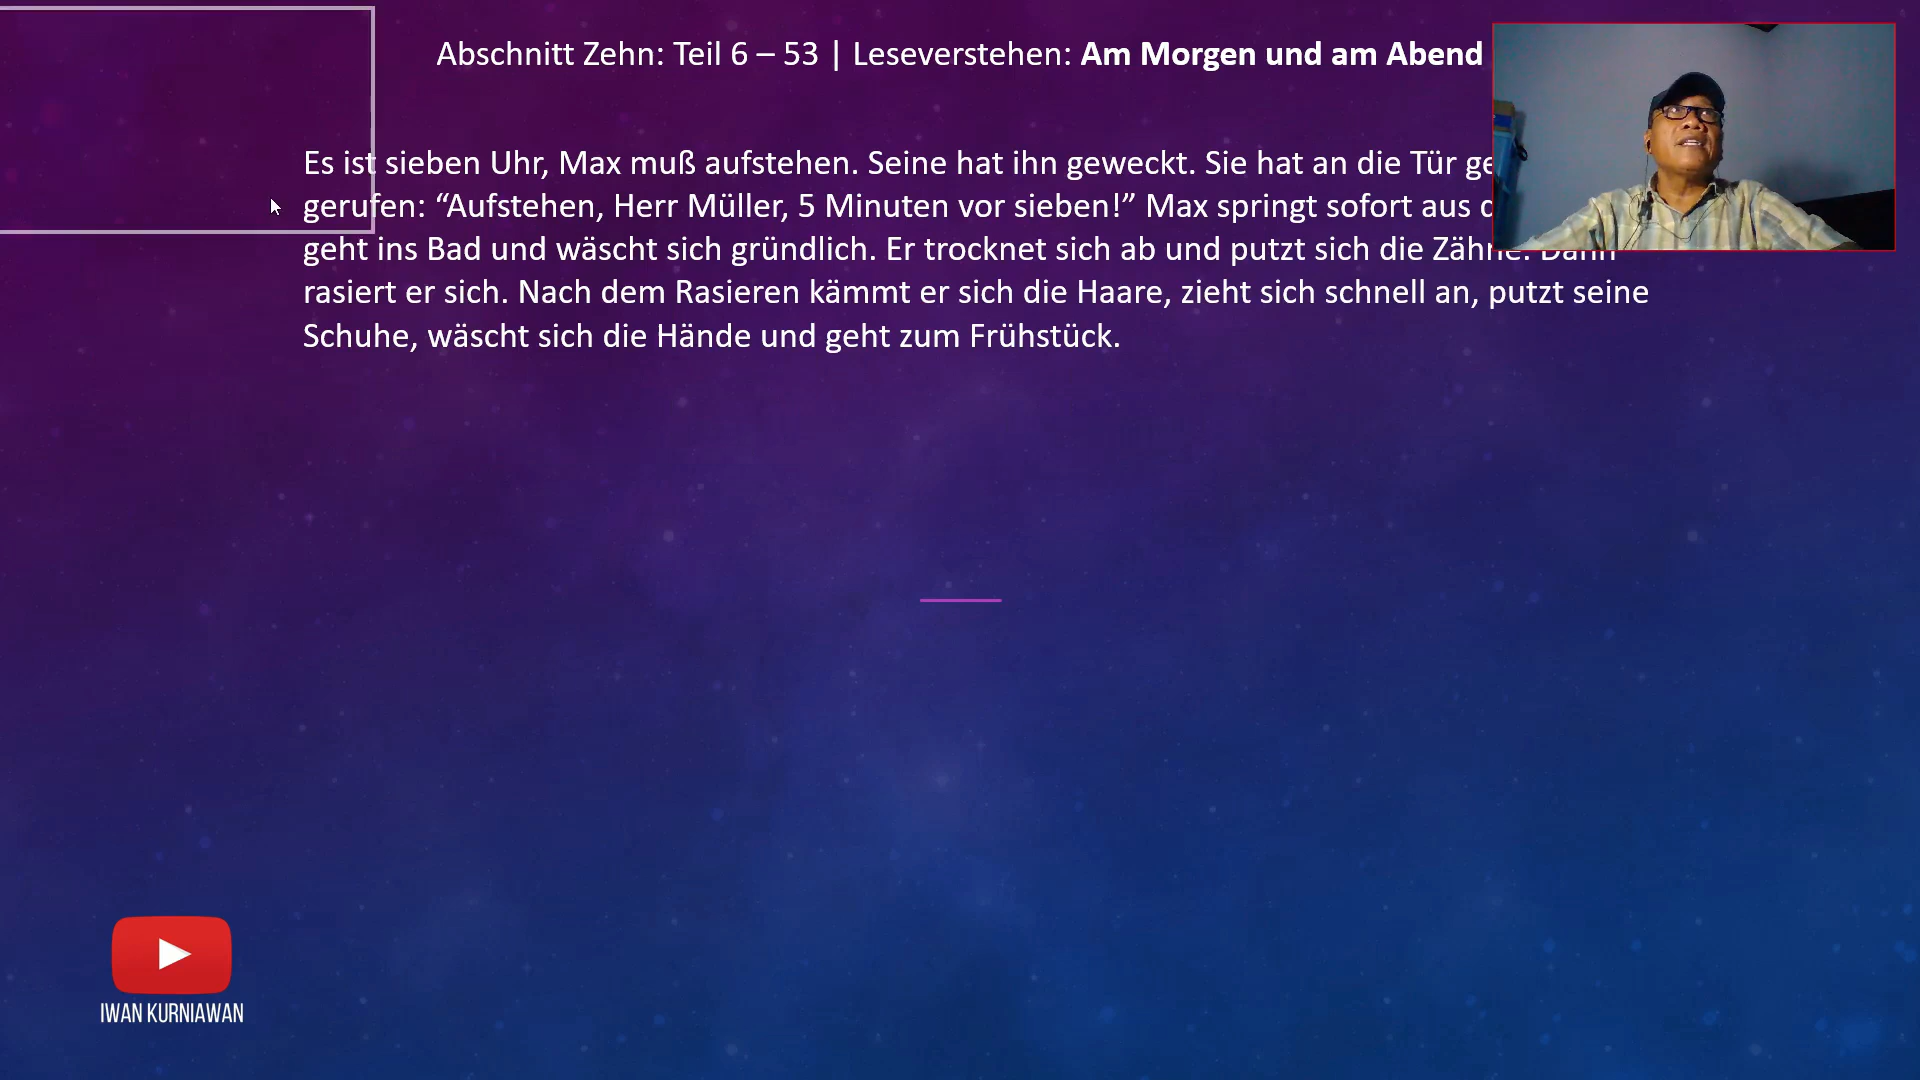 Abschnitt Zehn: Teil 6 – 53 | Leseverstehen: Am Morgen und am Abend
Es ist sieben Uhr, Max muß aufstehen. Seine hat ihn geweckt. Sie hat an die Tür
gerufen: “Aufstehen, Herr Müller, 5 Minuten vor sieben!” Max springt sofort aus
geht ins Bad und wäscht sich gründlich. Er trocknet sich ab und putzt sich die Zähne. Dann
rasiert er sich. Nach dem Rasieren kämmt er sich die Haare, zieht sich schnell an, putzt seine
Schuhe, wäscht sich die Hände und geht zum Frühstück.
IWAN KURNIAWAN